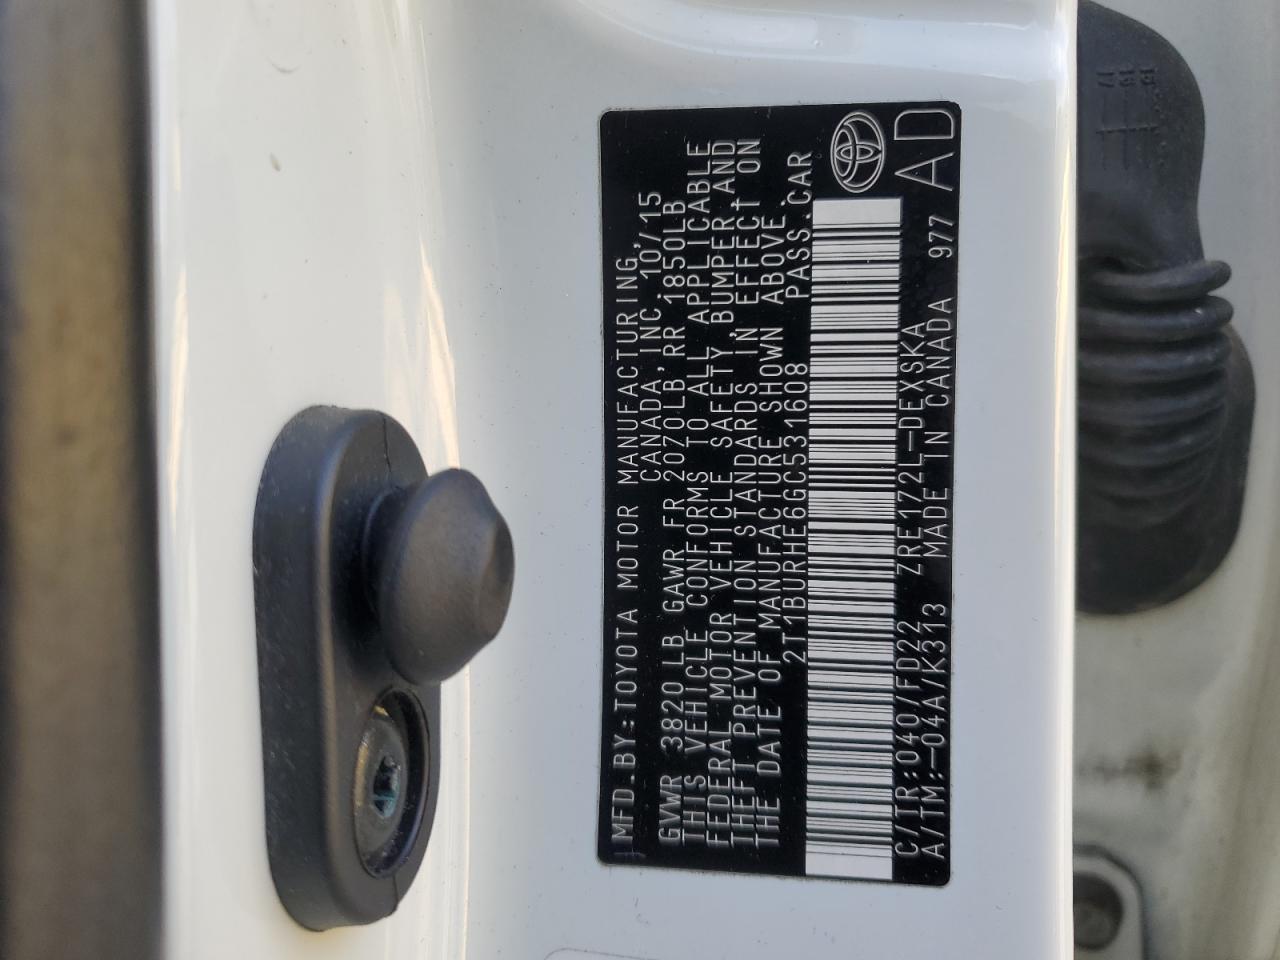 MFD.BY:TOYOTA MOTOR MANUFACTURING,
CANADA,INC. 10/15
GVWR 3820LB GAWR FR 2070LB,RR 1850LB
THIS VEHICLE CONFORMS TO ALL APPLICABLE
FEDERAL MOTOR VEHICLE SAFETY,BUMPER,AND
THEFT PREVENTION STANDARDS IN EFFECT ON
THE DATE OF MANUFACTURE SHOWN ABOVE.
2T1BURHE6GC531608 PASS.CAR
C/TR:040/FD22 ZRE172L-DEXSKA 977
A/TM:-04A/K313 MADE IN CANADA
AD